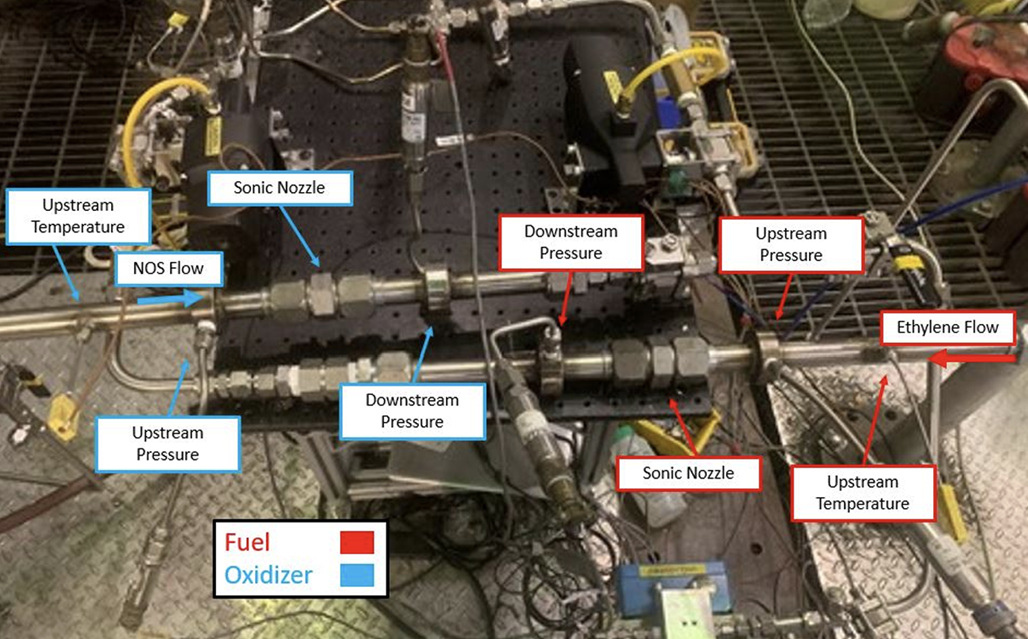 Sonic Nozzle
Upstream
Temperature
NOS Flow
Downstream
Pressure
Upstream
Pressure
Ethylene Flow
Downstream
Pressure
Upstream
Pressure
Sonic Nozzle
Upstream
Temperature
Fuel
Oxidizer